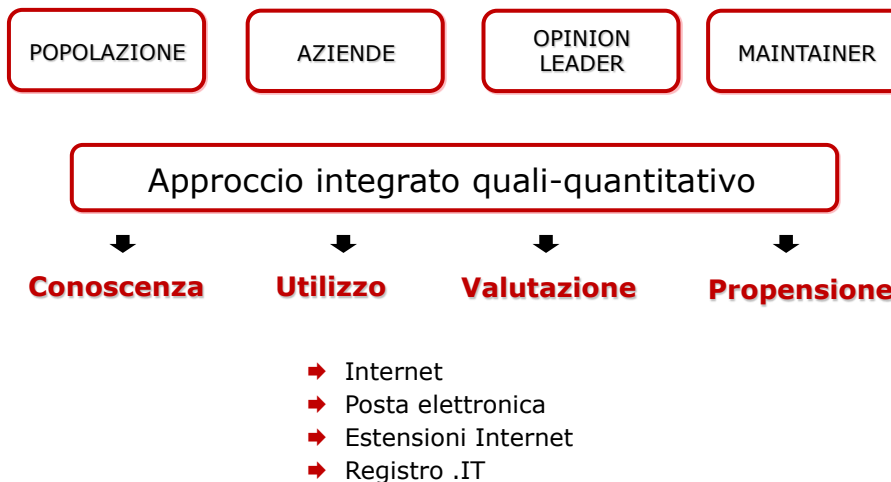 POPOLAZIONE
AZIENDE
OPINION
LEADER
MAINTAINER
Approccio integrato quali-quantitativo
Conoscenza
Utilizzo
Valutazione
Propensione
Internet
Posta elettronica
Estensioni Internet
Registro .IT